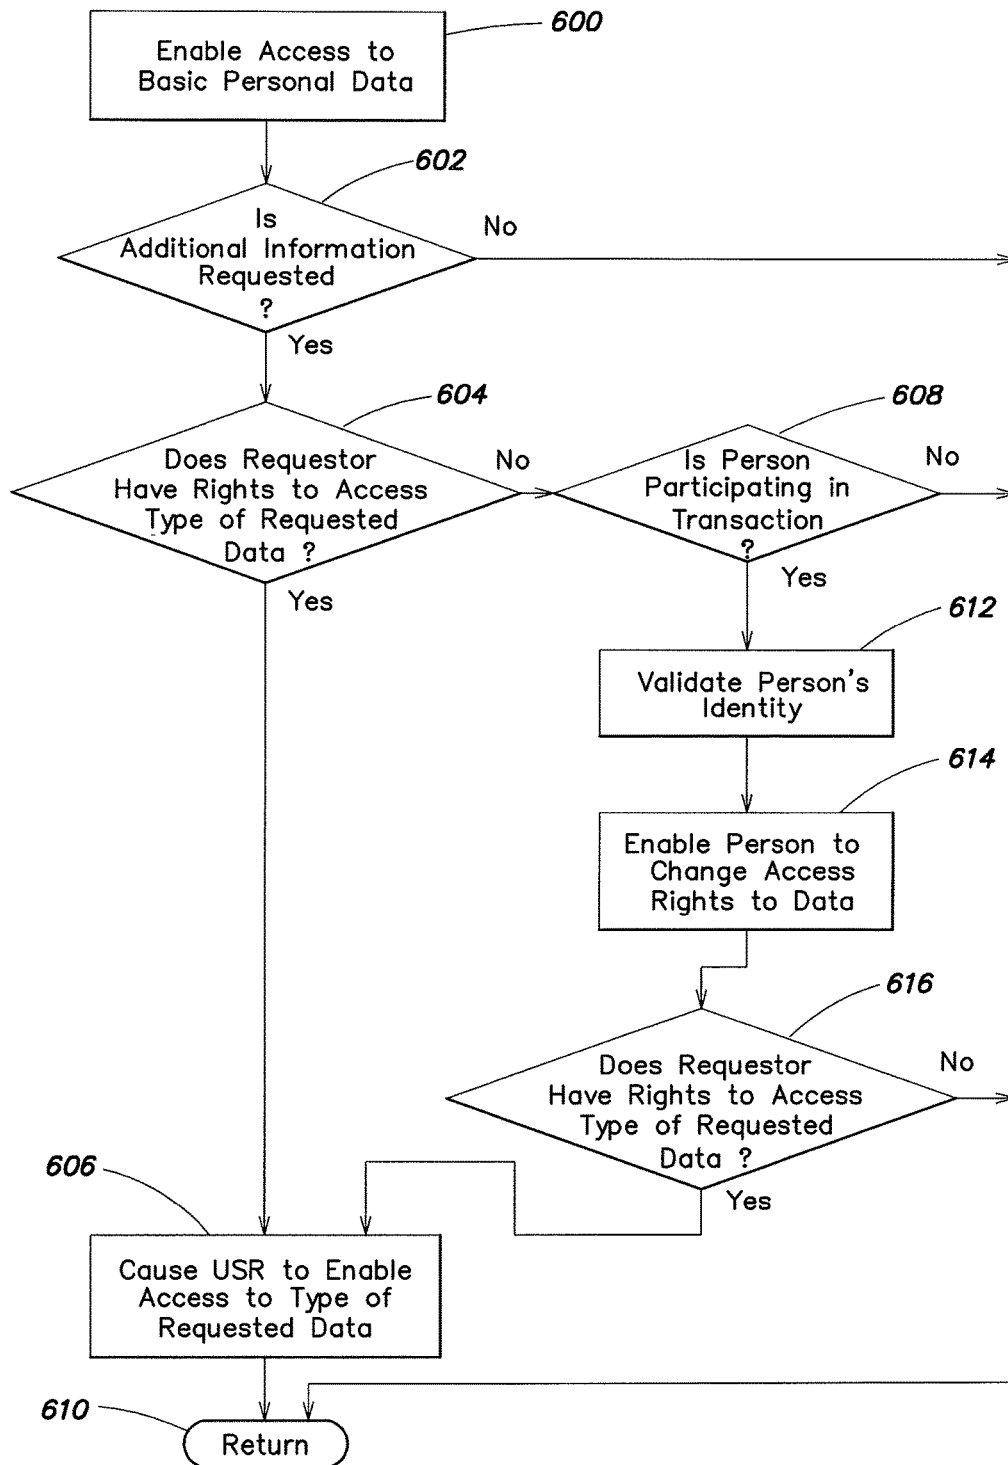 600
Enable Access to
Basic Personal Data
602
Is
Additional Information
Requested
?
No
Yes
604
Does Requestor
Have Rights to Access
Type of Requested
Data ?
No
Yes
608
Is Person
Participating in
Transaction
?
No
Yes
612
Validate Person's
Identity
614
Enable Person to
Change Access
Rights to Data
616
Does Requestor
Have Rights to Access
Type of Requested
Data ?
No
Yes
606
Cause USR to Enable
Access to Type of
Requested Data
610
Return